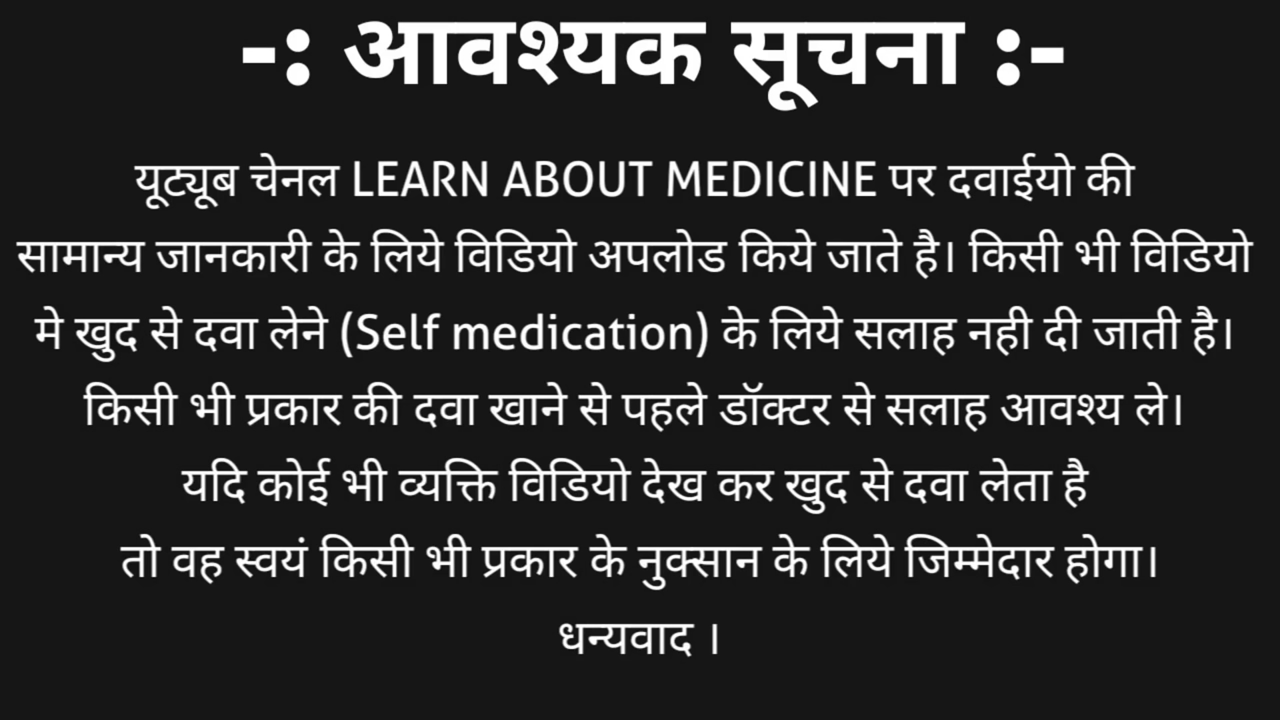 -: आवश्यक सूचना :-
यूट्यूब चेनल LEARN ABOUT MEDICINE पर दवाईयो की
सामान्य जानकारी के लिये विडियो अपलोड किये जाते है। किसी भी विडियो
मे खुद से दवा लेने (Self medication) के लिये सलाह नही दी जाती है।
किसी भी प्रकार की दवा खाने से पहले डॉक्टर से सलाह आवश्य ले।
यदि कोई भी व्यक्ति विडियो देख कर खुद से दवा लेता है
तो वह स्वयं किसी भी प्रकार के नुक्सान के लिये जिम्मेदार होगा।
धन्यवाद ।